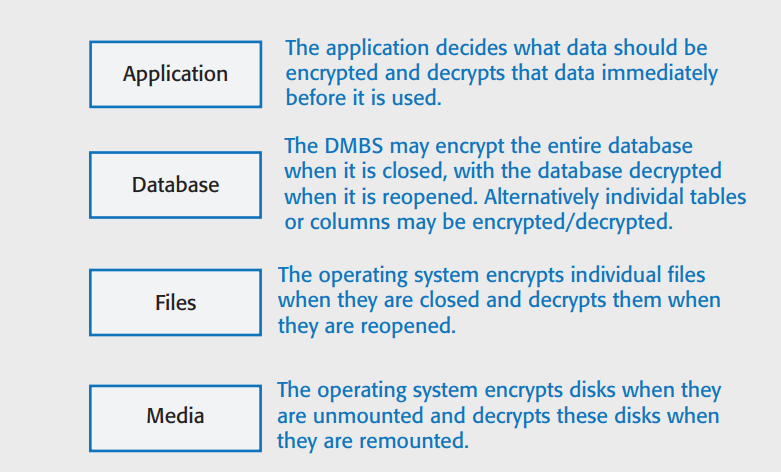 Application
The application decides what data should be
encrypted and decrypts that data immediately
before it is used.
Database
The DMBS may encrypt the entire database
when it is closed, with the database decrypted
when it is reopened. Alternatively individal tables
or columns may be encrypted/decrypted.
Files
The operating system encrypts individual files
when they are closed and decrypts them when
they are reopened.
Media
The operating system encrypts disks when they
are unmounted and decrypts these disks when
they are remounted.